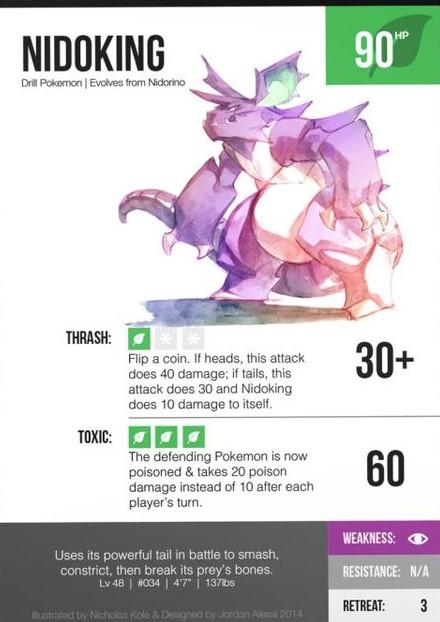 NIDOKING
90 HP
Drill Pokemon | Evolves from Nidorino
THRASH:
Flip a coin. If heads, this attack
does 40 damage; if tails, this
attack does 30 and Nidoking
does 10 damage to itself.
30+
TOXIC:
The defending Pokemon is now
poisoned & takes 20 poison
damage instead of 10 after each
player's turn.
60
Uses its powerful tail in battle to smash,
constrict, then break its prey's bones.
Lv 48 | #034 | 4'7" | 137lbs
WEAKNESS:
RESISTANCE: N/A
RETREAT: 3
Illustrated by Nicholas Kole & Designed by Jordan Alessi 2014